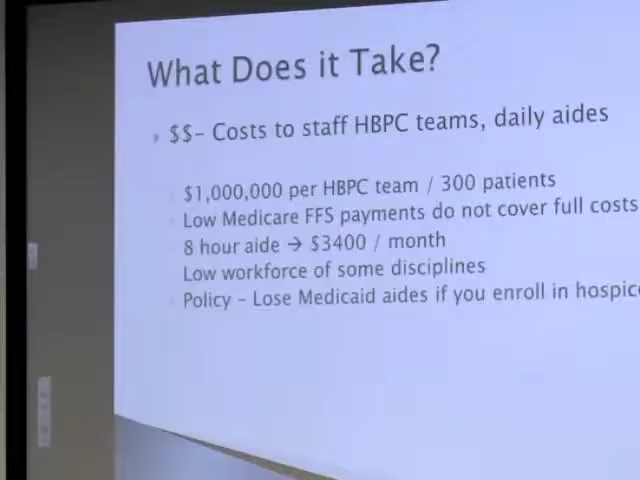 What Does it Take?
$$- Costs to staff HBPC teams, daily aides
$1,000,000 per HBPC team / 300 patients
Low Medicare FFS payments do not cover full costs
8 hour aide → $3400 / month
Low workforce of some disciplines
Policy - Lose Medicaid aides if you enroll in hospic